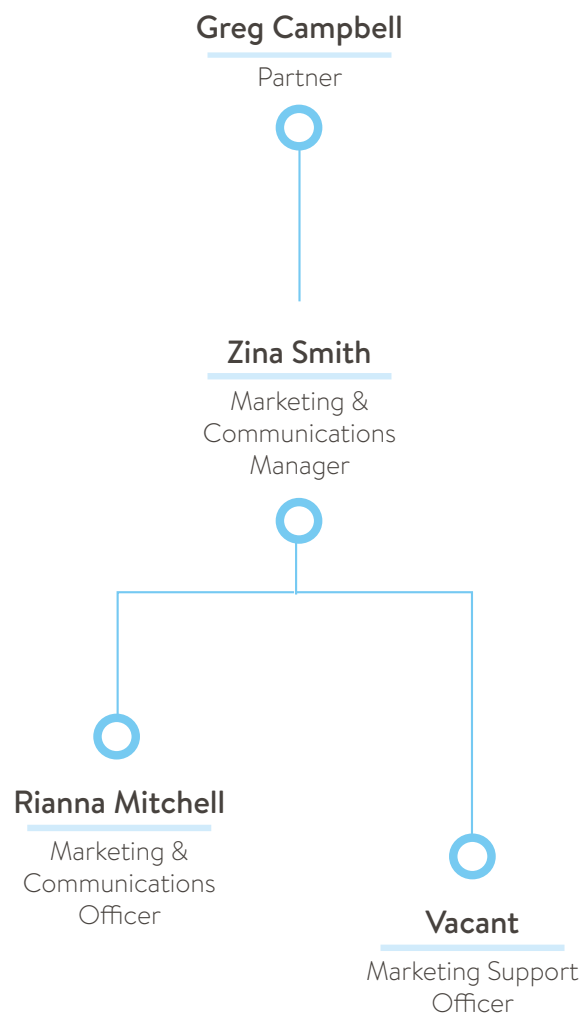 Greg Campbell
Partner
Zina Smith
Marketing &
Communications
Manager
Rianna Mitchell
Marketing &
Communications
Officer
Vacant
Marketing Support
Officer